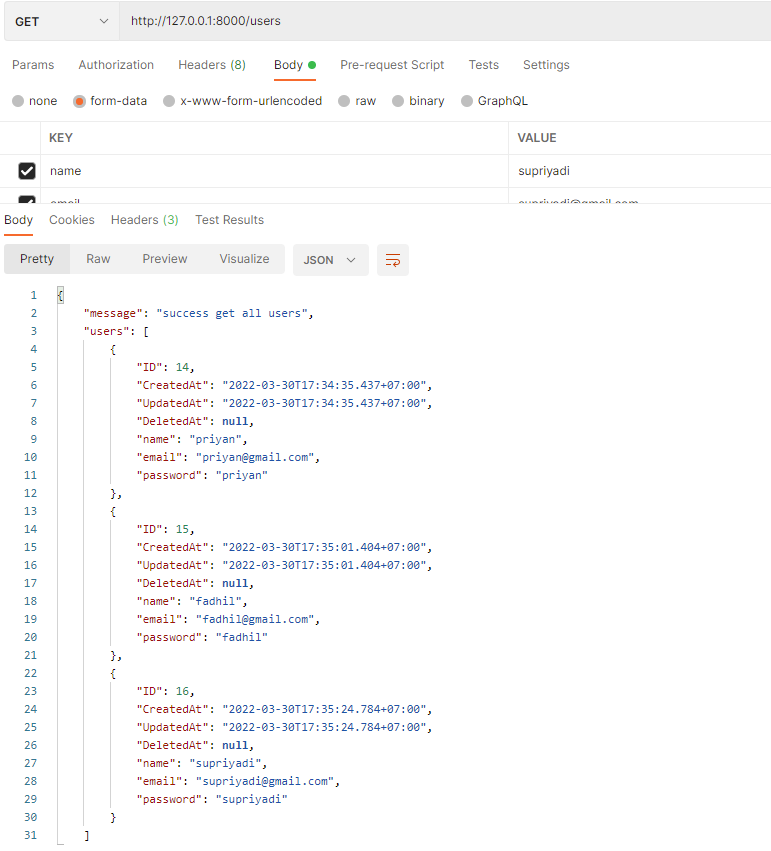 GET http://127.0.0.1:8000/users
Params Authorization Headers (8) Body Pre-request Script Tests Settings
none form-data x-www-form-urlencoded raw binary GraphQL
KEY VALUE
name supriyadi
email supriyadi@gmail.com
Body Cookies Headers (3) Test Results
Pretty Raw Preview Visualize JSON
1 {
2 "message": "success get all users",
3 "users": [
4 {
5 "ID": 14,
6 "CreatedAt": "2022-03-30T17:34:35.437+07:00",
7 "UpdatedAt": "2022-03-30T17:34:35.437+07:00",
8 "DeletedAt": null,
9 "name": "priyan",
10 "email": "priyan@gmail.com",
11 "password": "priyan"
12 },
13 {
14 "ID": 15,
15 "CreatedAt": "2022-03-30T17:35:01.404+07:00",
16 "UpdatedAt": "2022-03-30T17:35:01.404+07:00",
17 "DeletedAt": null,
18 "name": "fadhil",
19 "email": "fadhil@gmail.com",
20 "password": "fadhil"
21 },
22 {
23 "ID": 16,
24 "CreatedAt": "2022-03-30T17:35:24.784+07:00",
25 "UpdatedAt": "2022-03-30T17:35:24.784+07:00",
26 "DeletedAt": null,
27 "name": "supriyadi",
28 "email": "supriyadi@gmail.com",
29 "password": "supriyadi"
30 }
31 ]